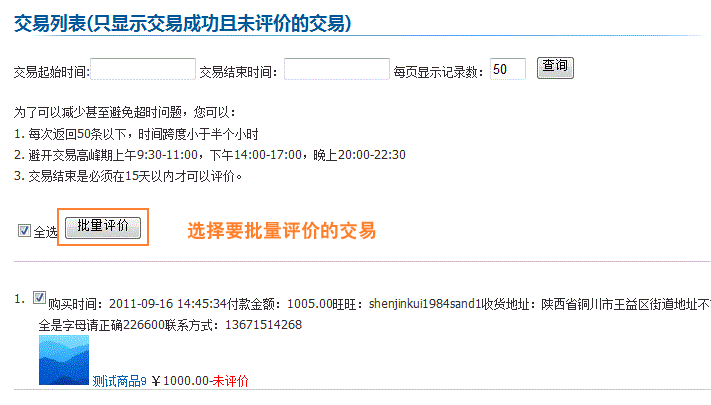 交易列表(只显示交易成功且未评价的交易)
交易起始时间: 交易结束时间: 每页显示记录数: 50 查询
为了可以减少甚至避免超时问题，您可以:
1. 每次返回50条以下，时间跨度小于半个小时
2. 避开交易高峰期上午9:30-11:00，下午14:00-17:00，晚上20:00-22:30
3. 交易结束是必须在15天以内才可以评价。
全选 批量评价 选择要批量评价的交易
1. 购买时间：2011-09-16 14:45:34付款金额：1005.00旺旺：shenjinkui1984sand1收货地址：陕西省铜川市王益区街道地址不
全是字母请正确226600联系方式：13671514268
测试商品9 ￥1000.00-未评价